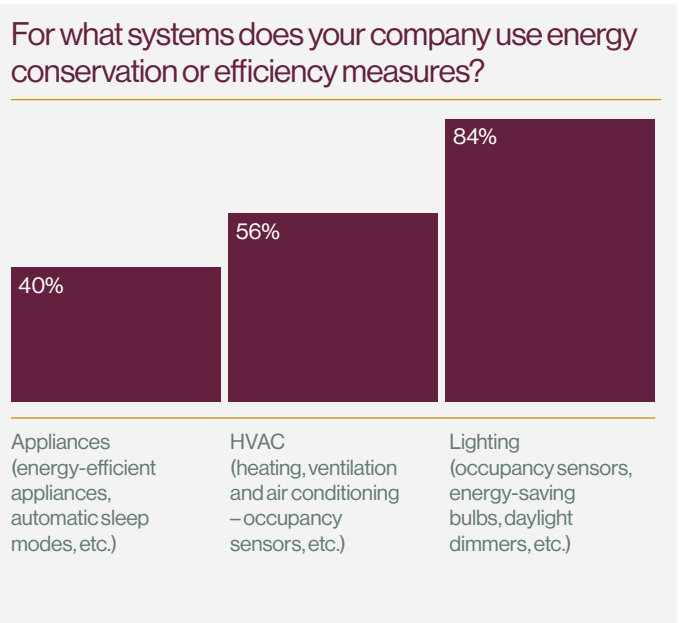 For what systems does your company use energy
conservation or efficiency measures?
84%
56%
40%
Appliances
(energy-efficient
appliances,
automatic sleep
modes, etc.)
HVAC
(heating, ventilation
and air conditioning
– occupancy
sensors, etc.)
Lighting
(occupancy sensors,
energy-saving
bulbs, daylight
dimmers, etc.)